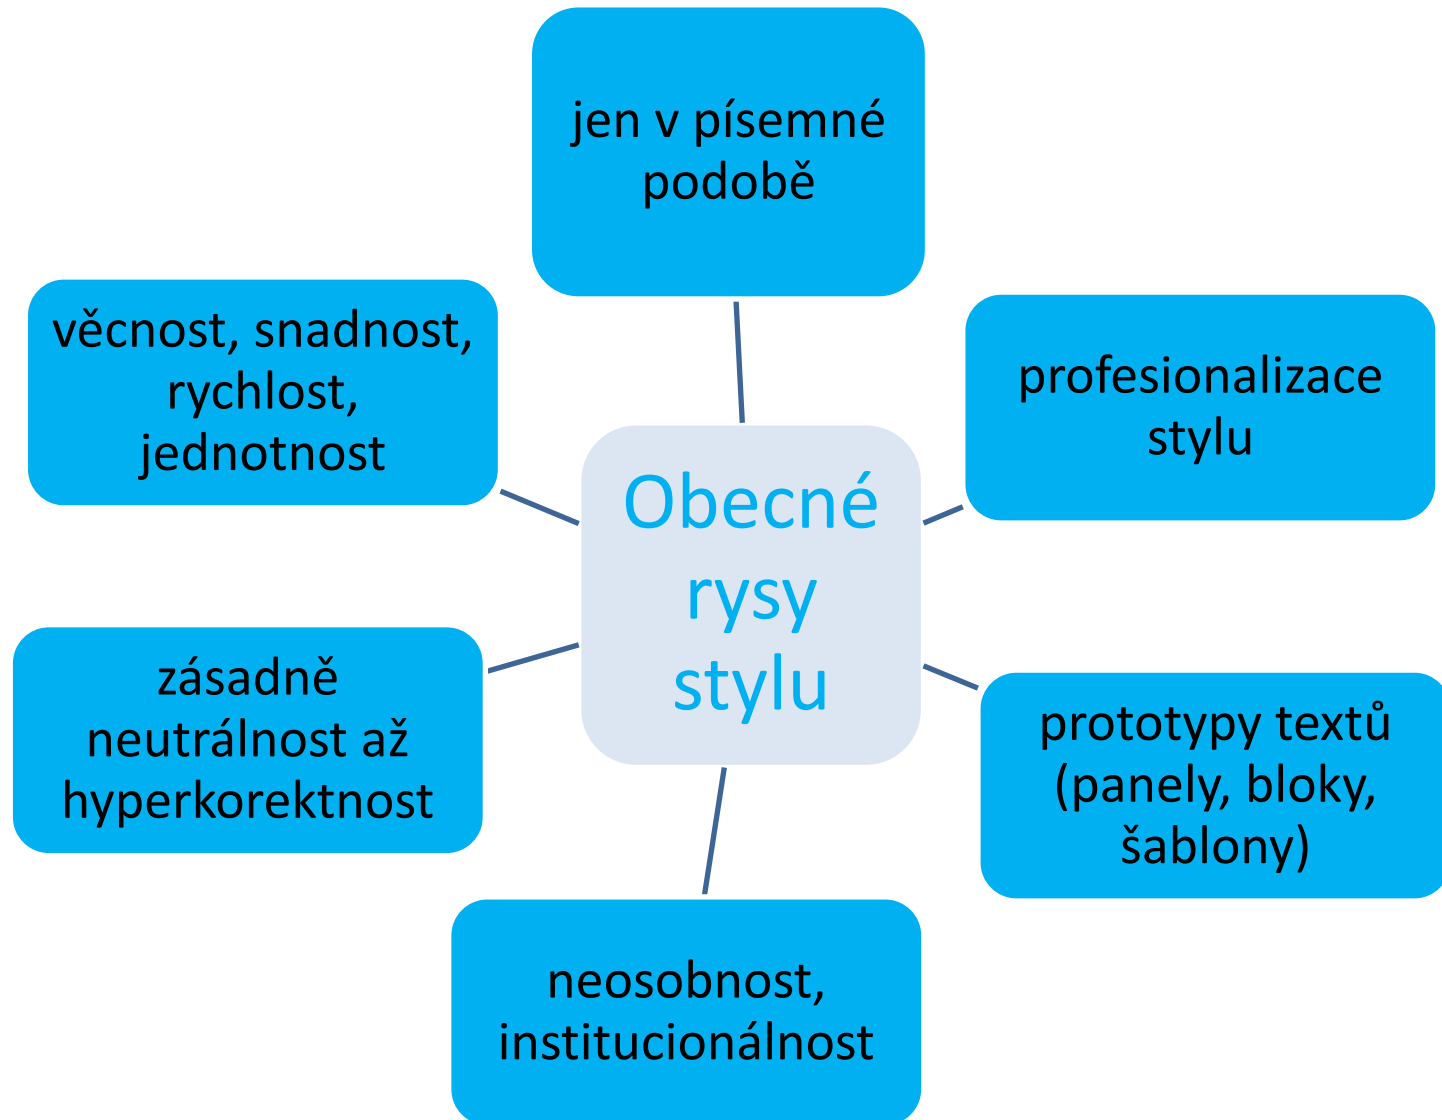 jen v písemné
podobě
věcnost, snadnost,
rychlost,
jednotnost
profesionalizace
stylu
Obecné
rysy
stylu
zásadně
neutrálnost až
hyperkorektnost
prototypy textů
(panely, bloky,
šablony)
neosobnost,
institucionálnost